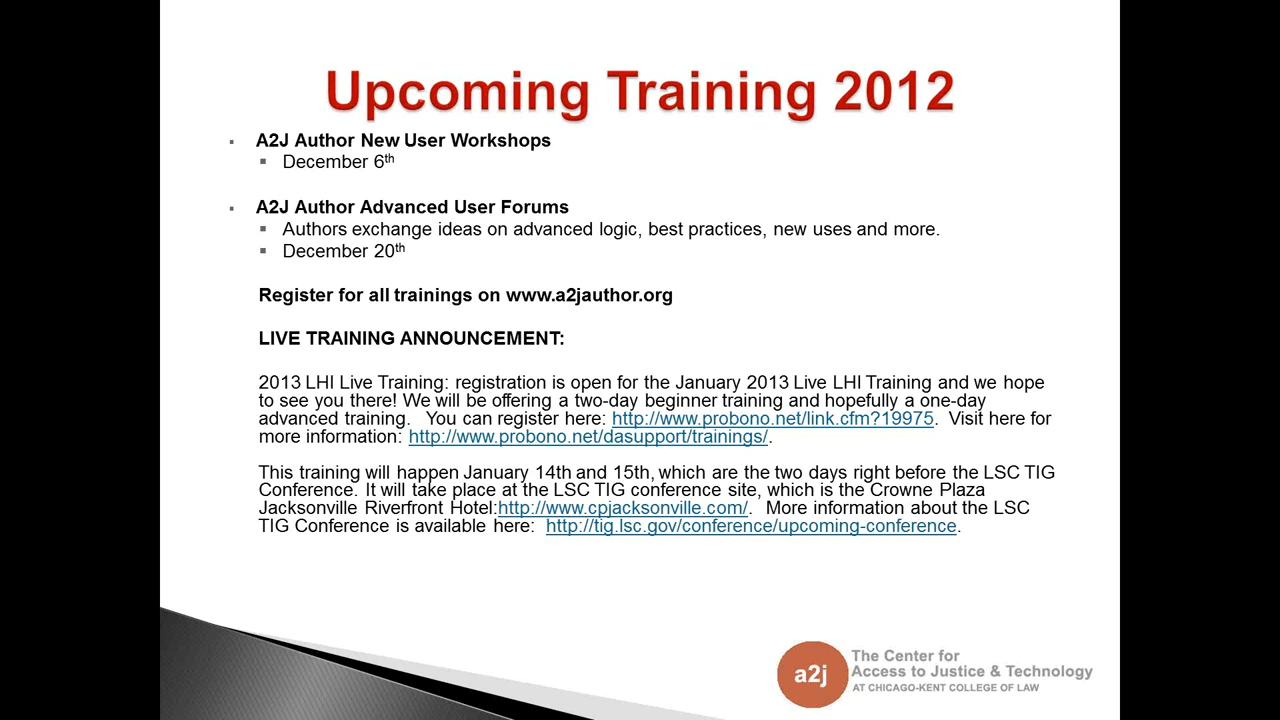 Upcoming Training 2012
▪ A2J Author New User Workshops
▪ December 6th
▪ A2J Author Advanced User Forums
▪ Authors exchange ideas on advanced logic, best practices, new uses and more.
▪ December 20th
Register for all trainings on www.a2jauthor.org
LIVE TRAINING ANNOUNCEMENT:
2013 LHI Live Training: registration is open for the January 2013 Live LHI Training and we hope
to see you there! We will be offering a two-day beginner training and hopefully a one-day
advanced training. You can register here: http://www.probono.net/link.cfm?19975. Visit here for
more information: http://www.probono.net/dasupport/trainings/.
This training will happen January 14th and 15th, which are the two days right before the LSC TIG
Conference. It will take place at the LSC TIG conference site, which is the Crowne Plaza
Jacksonville Riverfront Hotel:http://www.cpjacksonville.com/. More information about the LSC
TIG Conference is available here: http://tig.lsc.gov/conference/upcoming-conference.
a2j
The Center for
Access to Justice & Technology
AT CHICAGO-KENT COLLEGE OF LAW